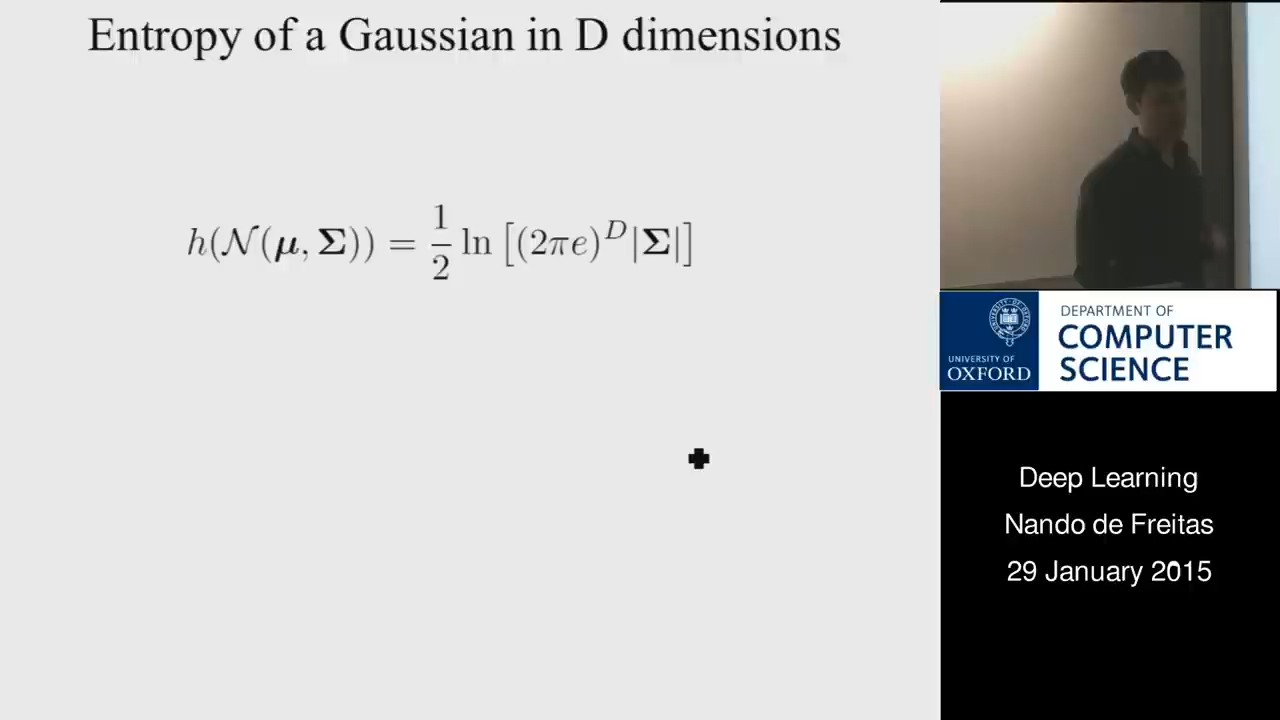 Entropy of a Gaussian in D dimensions
h(𝒩(μ, Σ)) = 1/2 ln [(2πe)^D |Σ|]
UNIVERSITY OF
OXFORD
DEPARTMENT OF
COMPUTER
SCIENCE
Deep Learning
Nando de Freitas
29 January 2015